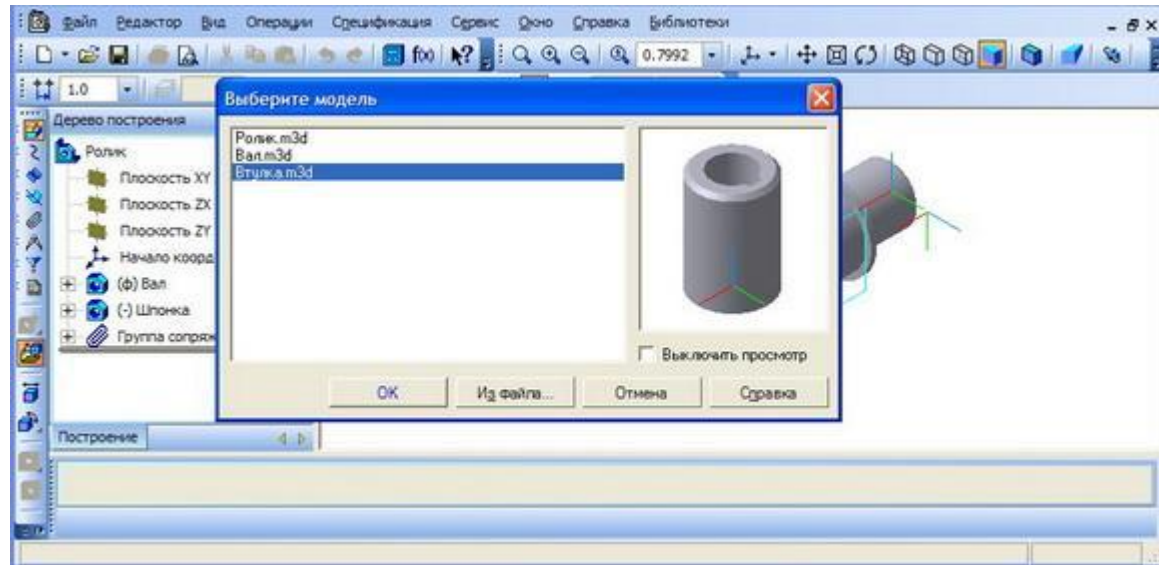 Файл Редактор Вид Операции Спецификация Сервис Окно Справка Библиотеки
f(x) 0.7992
1.0
Выберите модель
Дерево построения
Ролик
Плоскость XY
Плоскость ZX
Плоскость ZY
Начало коорд
(ф) Вал
(-) Шпонка
Группа сопряж
Ролик.m3d
Вал.m3d
Втулка.m3d
Выключить просмотр
OK Из файла... Отмена Справка
Построение